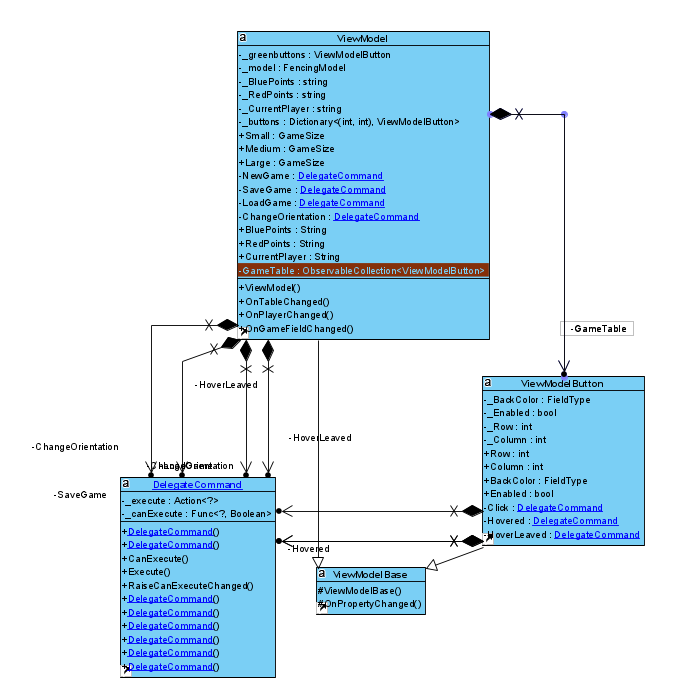 a
ViewModel
-_greenbuttons : ViewModelButton
-_model : FencingModel
-_BluePoints : string
-_RedPoints : string
-_CurrentPlayer : string
-_buttons : Dictionary<(int, int), ViewModelButton>
+Small : GameSize
+Medium : GameSize
+Large : GameSize
-NewGame : DelegateCommand
-SaveGame : DelegateCommand
-LoadGame : DelegateCommand
-ChangeOrientation : DelegateCommand
+BluePoints : String
+RedPoints : String
+CurrentPlayer : String
-GameTable : ObservableCollection<ViewModelButton>
+ViewModel()
+OnTableChanged()
+OnPlayerChanged()
+OnGameFieldChanged()
-GameTable
-HoverLeaved
-HoverLeaved
-ChangeOrientation
-SaveGame
a
ViewModelButton
-_BackColor : FieldType
-_Enabled : bool
-_Row : int
-_Column : int
+Row : int
+Column : int
+BackColor : FieldType
+Enabled : bool
-Click : DelegateCommand
-Hovered : DelegateCommand
-HoverLeaved : DelegateCommand
a
DelegateCommand
-_execute : Action<?>
-_canExecute : Func<?, Boolean>
+DelegateCommand()
+DelegateCommand()
+CanExecute()
+Execute()
+RaiseCanExecuteChanged()
+DelegateCommand()
+DelegateCommand()
+DelegateCommand()
+DelegateCommand()
+DelegateCommand()
+DelegateCommand()
-Hovered
a
ViewModelBase
#ViewModelBase()
#OnPropertyChanged()